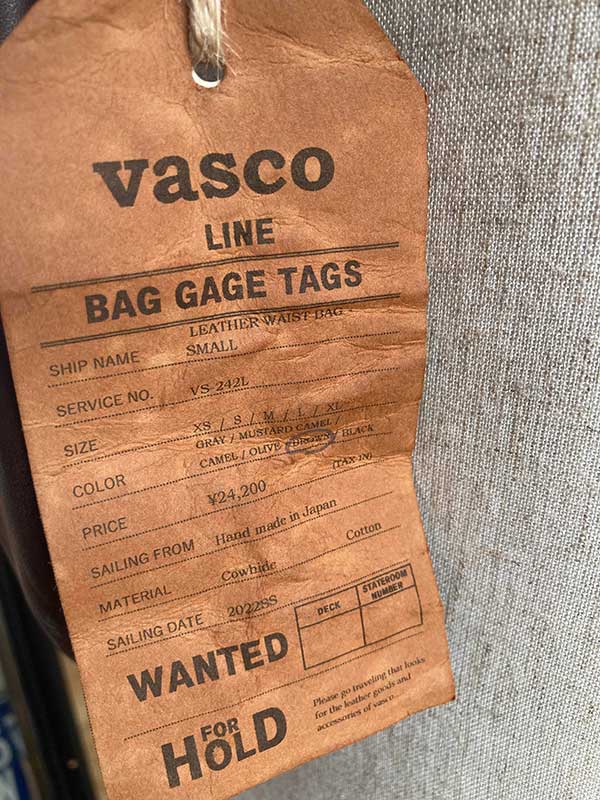 vasco
LINE
BAG GAGE TAGS
LEATHER WAIST BAG
SHIP NAME SMALL
SERVICE NO. VS-242L
SIZE XS / S / M / L / XL
GRAY / MUSTARD CAMEL /
COLOR CAMEL / OLIVE / BROWN / BLACK
PRICE ¥24,200 (TAX IN)
SAILING FROM Hand made in Japan
MATERIAL Cowhide Cotton
SAILING DATE 2022SS
DECK STATEROOM NUMBER
WANTED
FOR
HOLD
Please go traveling that looks
for the leather goods and
accessories of vasco